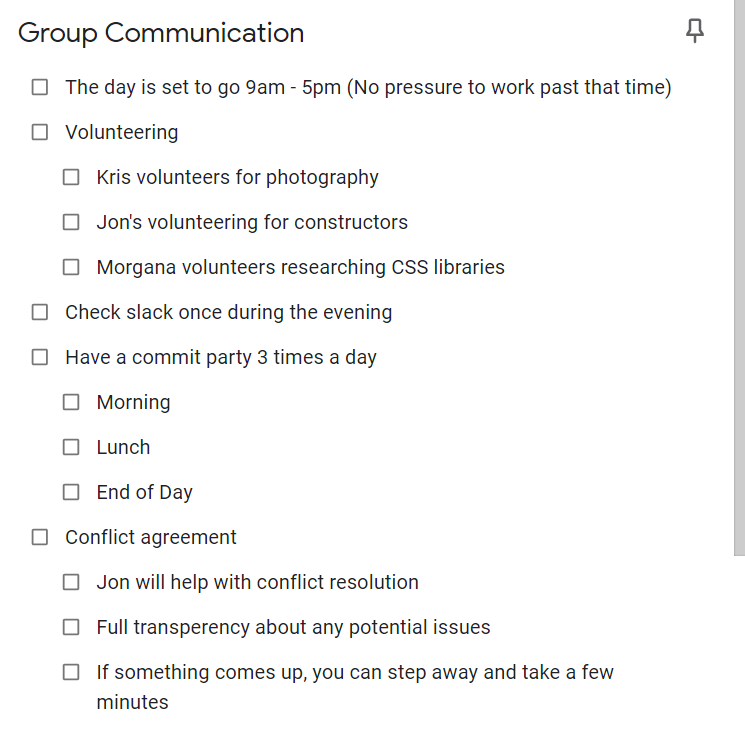 Group Communication
The day is set to go 9am - 5pm (No pressure to work past that time)
Volunteering
Kris volunteers for photography
Jon's volunteering for constructors
Morgana volunteers researching CSS libraries
Check slack once during the evening
Have a commit party 3 times a day
Morning
Lunch
End of Day
Conflict agreement
Jon will help with conflict resolution
Full transperency about any potential issues
If something comes up, you can step away and take a few
minutes